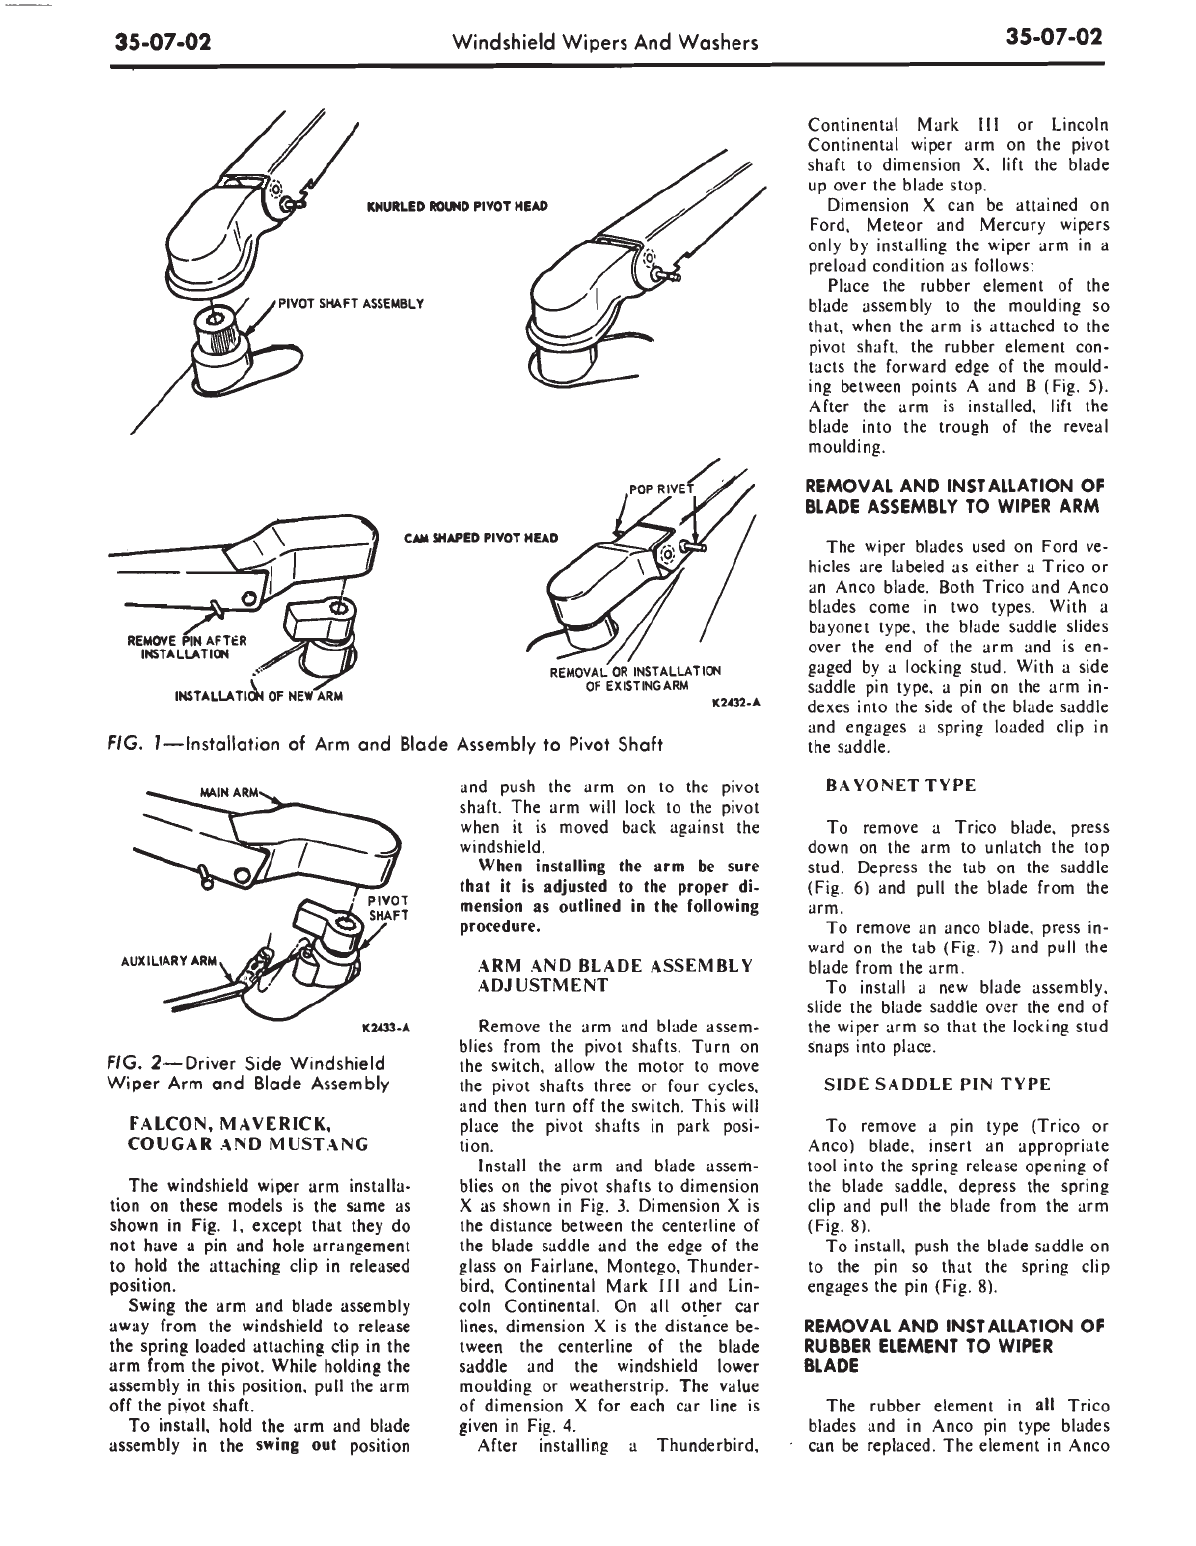 35-07-02
Windshield Wipers And Washers
35-07-02
KNURLED ROUND PIVOT HEAD
PIVOT SHAFT ASSEMBLY
POP RIVET
CAM SHAPED PIVOT HEAD
REMOVE PIN AFTER
INSTALLATION
INSTALLATION OF NEW ARM
REMOVAL OR INSTALLATION
OF EXISTING ARM
K2432-A
FIG. 1—Installation of Arm and Blade Assembly to Pivot Shaft
MAIN ARM
PIVOT
SHAFT
AUXILIARY ARM
K2433-A
FIG. 2—Driver Side Windshield
Wiper Arm and Blade Assembly
FALCON, MAVERICK,
COUGAR AND MUSTANG
The windshield wiper arm installa-
tion on these models is the same as
shown in Fig. 1, except that they do
not have a pin and hole arrangement
to hold the attaching clip in released
position.
Swing the arm and blade assembly
away from the windshield to release
the spring loaded attaching clip in the
arm from the pivot. While holding the
assembly in this position, pull the arm
off the pivot shaft.
To install, hold the arm and blade
assembly in the swing out position
and push the arm on to the pivot
shaft. The arm will lock to the pivot
when it is moved back against the
windshield.
When installing the arm be sure
that it is adjusted to the proper di-
mension as outlined in the following
procedure.
ARM AND BLADE ASSEMBLY
ADJUSTMENT
Remove the arm and blade assem-
blies from the pivot shafts. Turn on
the switch, allow the motor to move
the pivot shafts three or four cycles,
and then turn off the switch. This will
place the pivot shafts in park posi-
tion.
Install the arm and blade assem-
blies on the pivot shafts to dimension
X as shown in Fig. 3. Dimension X is
the distance between the centerline of
the blade saddle and the edge of the
glass on Fairlane, Montego, Thunder-
bird, Continental Mark III and Lin-
coln Continental. On all other car
lines, dimension X is the distance be-
tween the centerline of the blade
saddle and the windshield lower
moulding or weatherstrip. The value
of dimension X for each car line is
given in Fig. 4.
After installing a Thunderbird,
Continental Mark III or Lincoln
Continental wiper arm on the pivot
shaft to dimension X, lift the blade
up over the blade stop.
Dimension X can be attained on
Ford, Meteor and Mercury wipers
only by installing the wiper arm in a
preload condition as follows:
Place the rubber element of the
blade assembly to the moulding so
that, when the arm is attached to the
pivot shaft, the rubber element con-
tacts the forward edge of the mould-
ing between points A and B (Fig. 5).
After the arm is installed, lift the
blade into the trough of the reveal
moulding.
REMOVAL AND INSTALLATION OF
BLADE ASSEMBLY TO WIPER ARM
The wiper blades used on Ford ve-
hicles are labeled as either a Trico or
an Anco blade. Both Trico and Anco
blades come in two types. With a
bayonet type, the blade saddle slides
over the end of the arm and is en-
gaged by a locking stud. With a side
saddle pin type, a pin on the arm in-
dexes into the side of the blade saddle
and engages a spring loaded clip in
the saddle.
BAYONET TYPE
To remove a Trico blade, press
down on the arm to unlatch the top
stud. Depress the tab on the saddle
(Fig. 6) and pull the blade from the
arm.
To remove an anco blade, press in-
ward on the tab (Fig. 7) and pull the
blade from the arm.
To install a new blade assembly,
slide the blade saddle over the end of
the wiper arm so that the locking stud
snaps into place.
SIDE SADDLE PIN TYPE
To remove a pin type (Trico or
Anco) blade, insert an appropriate
tool into the spring release opening of
the blade saddle, depress the spring
clip and pull the blade from the arm
(Fig. 8).
To install, push the blade saddle on
to the pin so that the spring clip
engages the pin (Fig. 8).
REMOVAL AND INSTALLATION OF
RUBBER ELEMENT TO WIPER
BLADE
The rubber element in all Trico
blades and in Anco pin type blades
can be replaced. The element in Anco